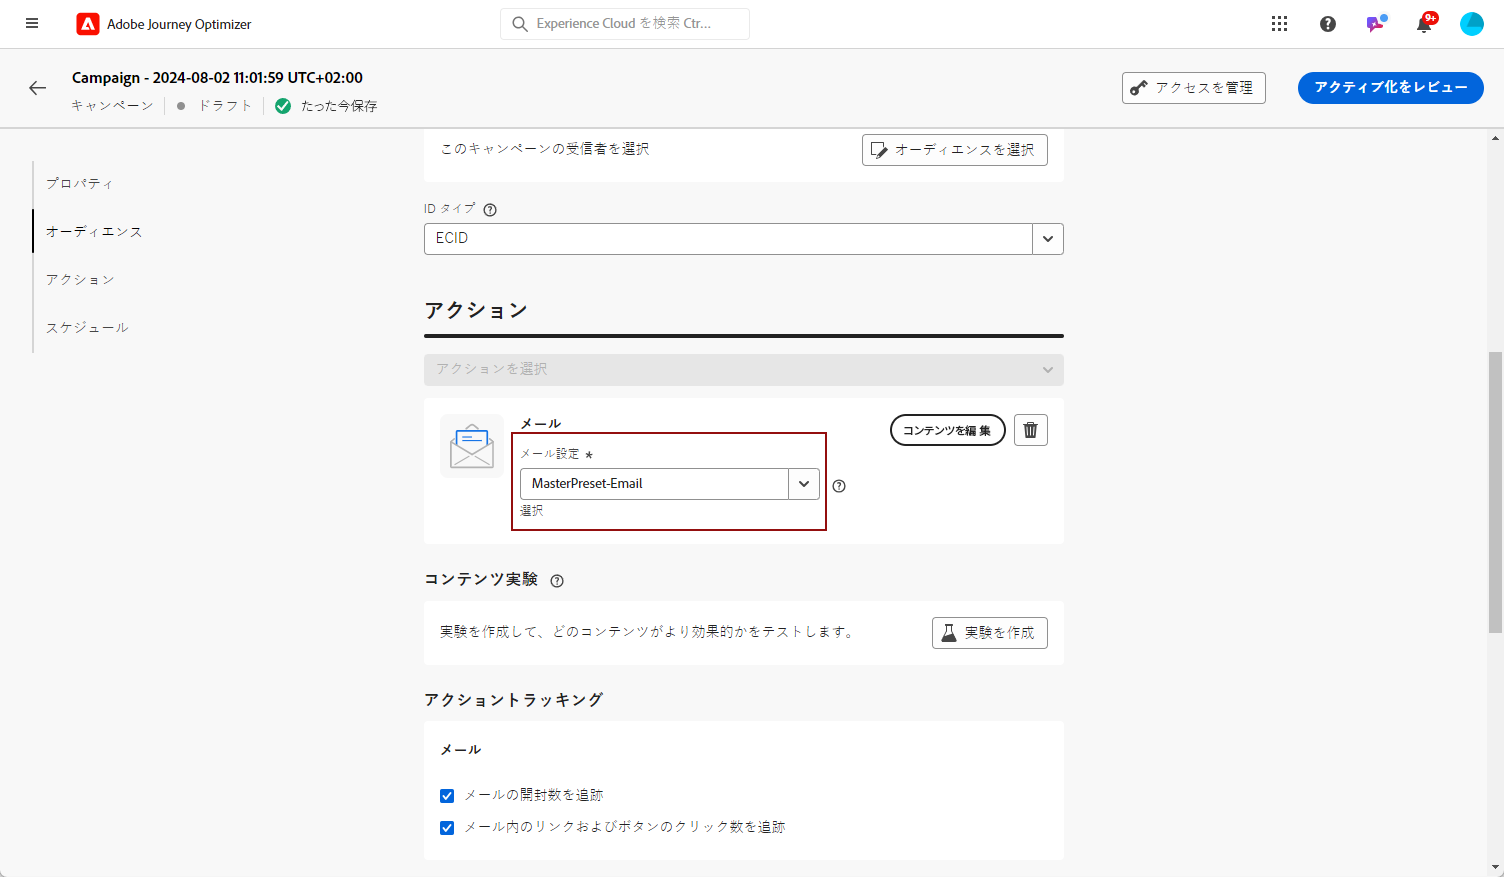 Adobe Journey Optimizer
Experience Cloud を検索 Ctr...
9+
Campaign - 2024-08-02 11:01:59 UTC+02:00
キャンペーン
ドラフト
たった今保存
アクセスを管理
アクティブ化をレビュー
プロパティ
オーディエンス
アクション
スケジュール
このキャンペーンの受信者を選択
オーディエンスを選択
ID タイプ
ECID
アクション
アクションを選択
メール
コンテンツを編 集
メール設定 *
MasterPreset-Email
選択
コンテンツ実験
実験を作成して、どのコンテンツがより効果的かをテストします。
実験を作成
アクショントラッキング
メール
メールの開封数を追跡
メール内のリンクおよびボタンのクリック数を追跡